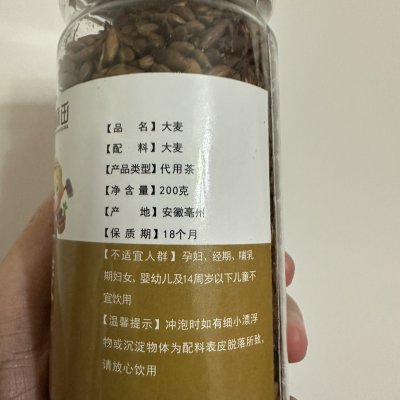 田
【品 名】大麦
【配 料】大麦
【产品类型】代用茶
【净 含 量】200克
【产 地】安徽亳州
【保 质 期】18个月
【不适宜人群】孕妇、经期、哺乳
期妇女、婴幼儿及14周岁以下儿童不
宜饮用
【温馨提示】冲泡时如有细小漂浮
物或沉淀物体为配料表皮脱落所致,
请放心饮用